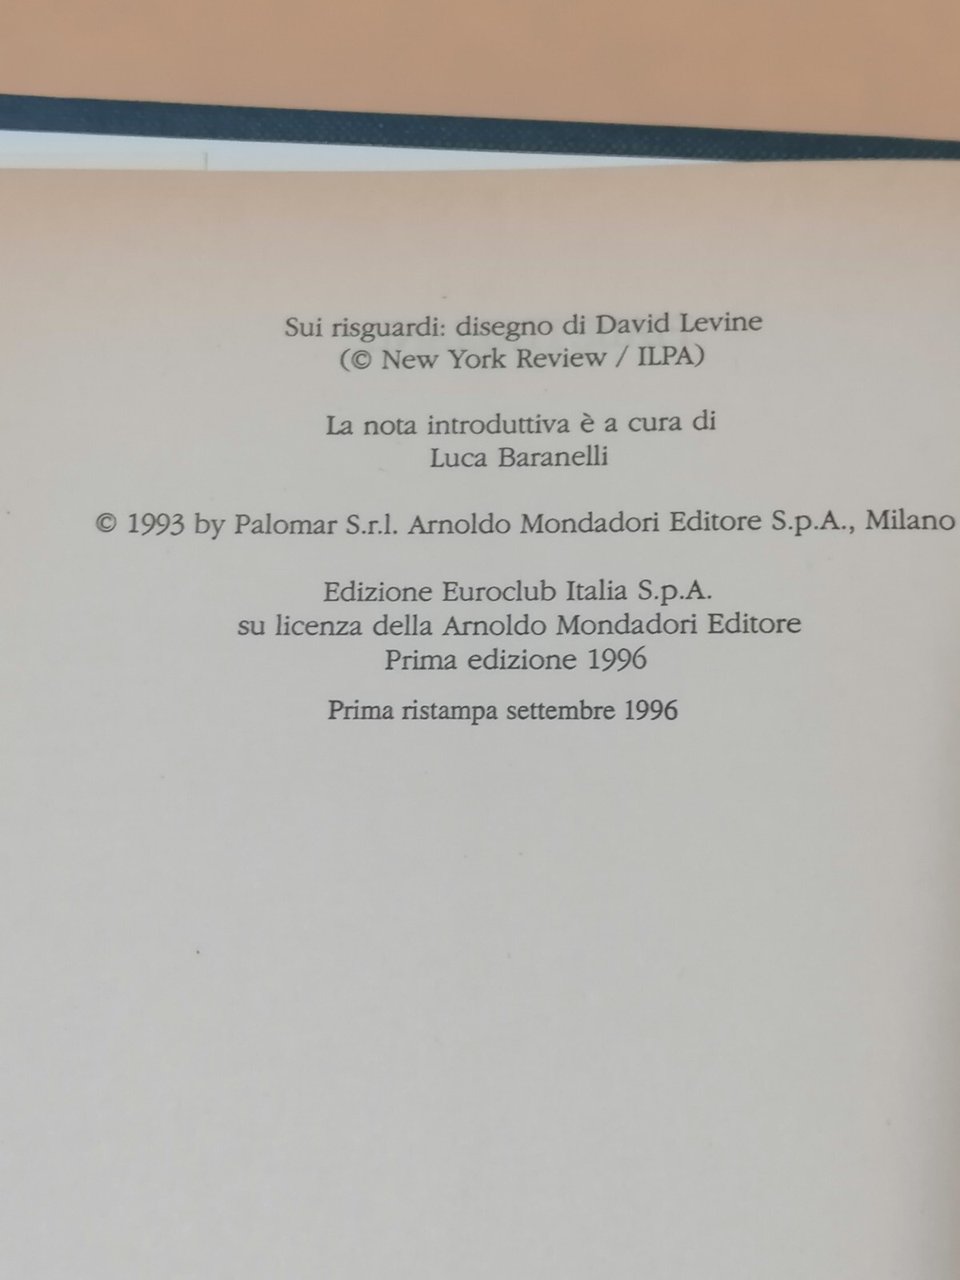 Sui risguardi: disegno di David Levine
(© New York Review / ILPA)
La nota introduttiva è a cura di
Luca Baranelli
© 1993 by Palomar S.r.l. Arnoldo Mondadori Editore S.p.A., Milano
Edizione Euroclub Italia S.p.A.
su licenza della Arnoldo Mondadori Editore
Prima edizione 1996
Prima ristampa settembre 1996